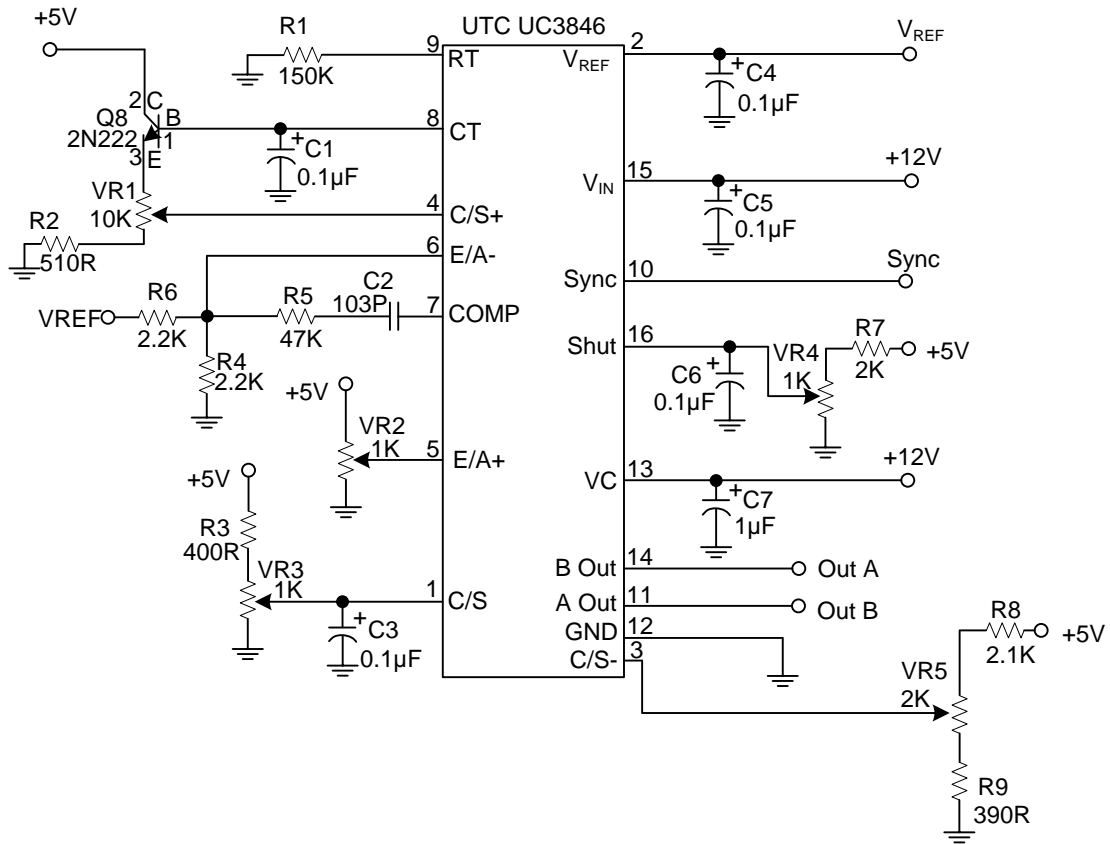 UTC UC3846
+5V
R1
150K
9
RT
2
VREF
VREF
+
C4
0.1µF
2
C
Q8
2N222
B
1
3
E
8
CT
+
C1
0.1µF
15
VIN
+12V
+
C5
0.1µF
VR1
10K
4
C/S+
R2
510R
6
E/A-
10
Sync
Sync
R6
VREF
2.2K
R5
47K
C2
103P
7
COMP
R4
2.2K
16
Shut
C6
+
0.1µF
VR4
1K
R7
2K
+5V
+5V
VR2
1K
5
E/A+
13
VC
+12V
+
C7
1µF
+5V
R3
400R
VR3
1K
1
C/S
+
C3
0.1µF
B Out
14
Out A
A Out
11
Out B
GND
12
C/S-
3
R8
2.1K
+5V
VR5
2K
R9
390R